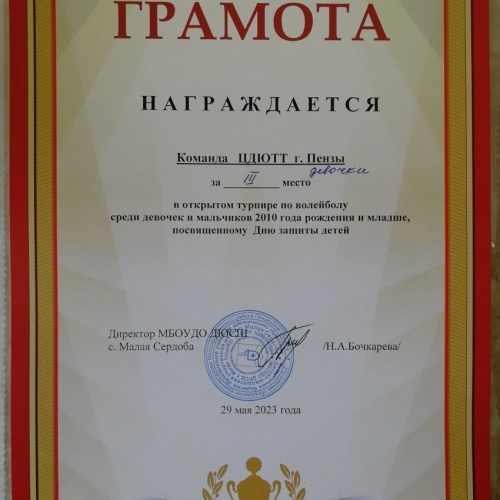 ГРАМОТА
НАГРАЖДАЕТСЯ
Команда ЦДЮТТ г. Пензы
девочки
за III место
в открытом турпире по волейболу
среди девочек и мальчиков 2010 года рождения и младше,
посвященному Дню защиты детей
Директор МБОУДО ДЮСШ
с. Малая Сердоба /Н.А.Бочкарева/
29 мая 2023 года